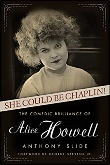 SHE COULD BE CHAPLIN!
THE COMEDIC BRILLIANCE OF
Alice Howell
ANTHONY SLIDE